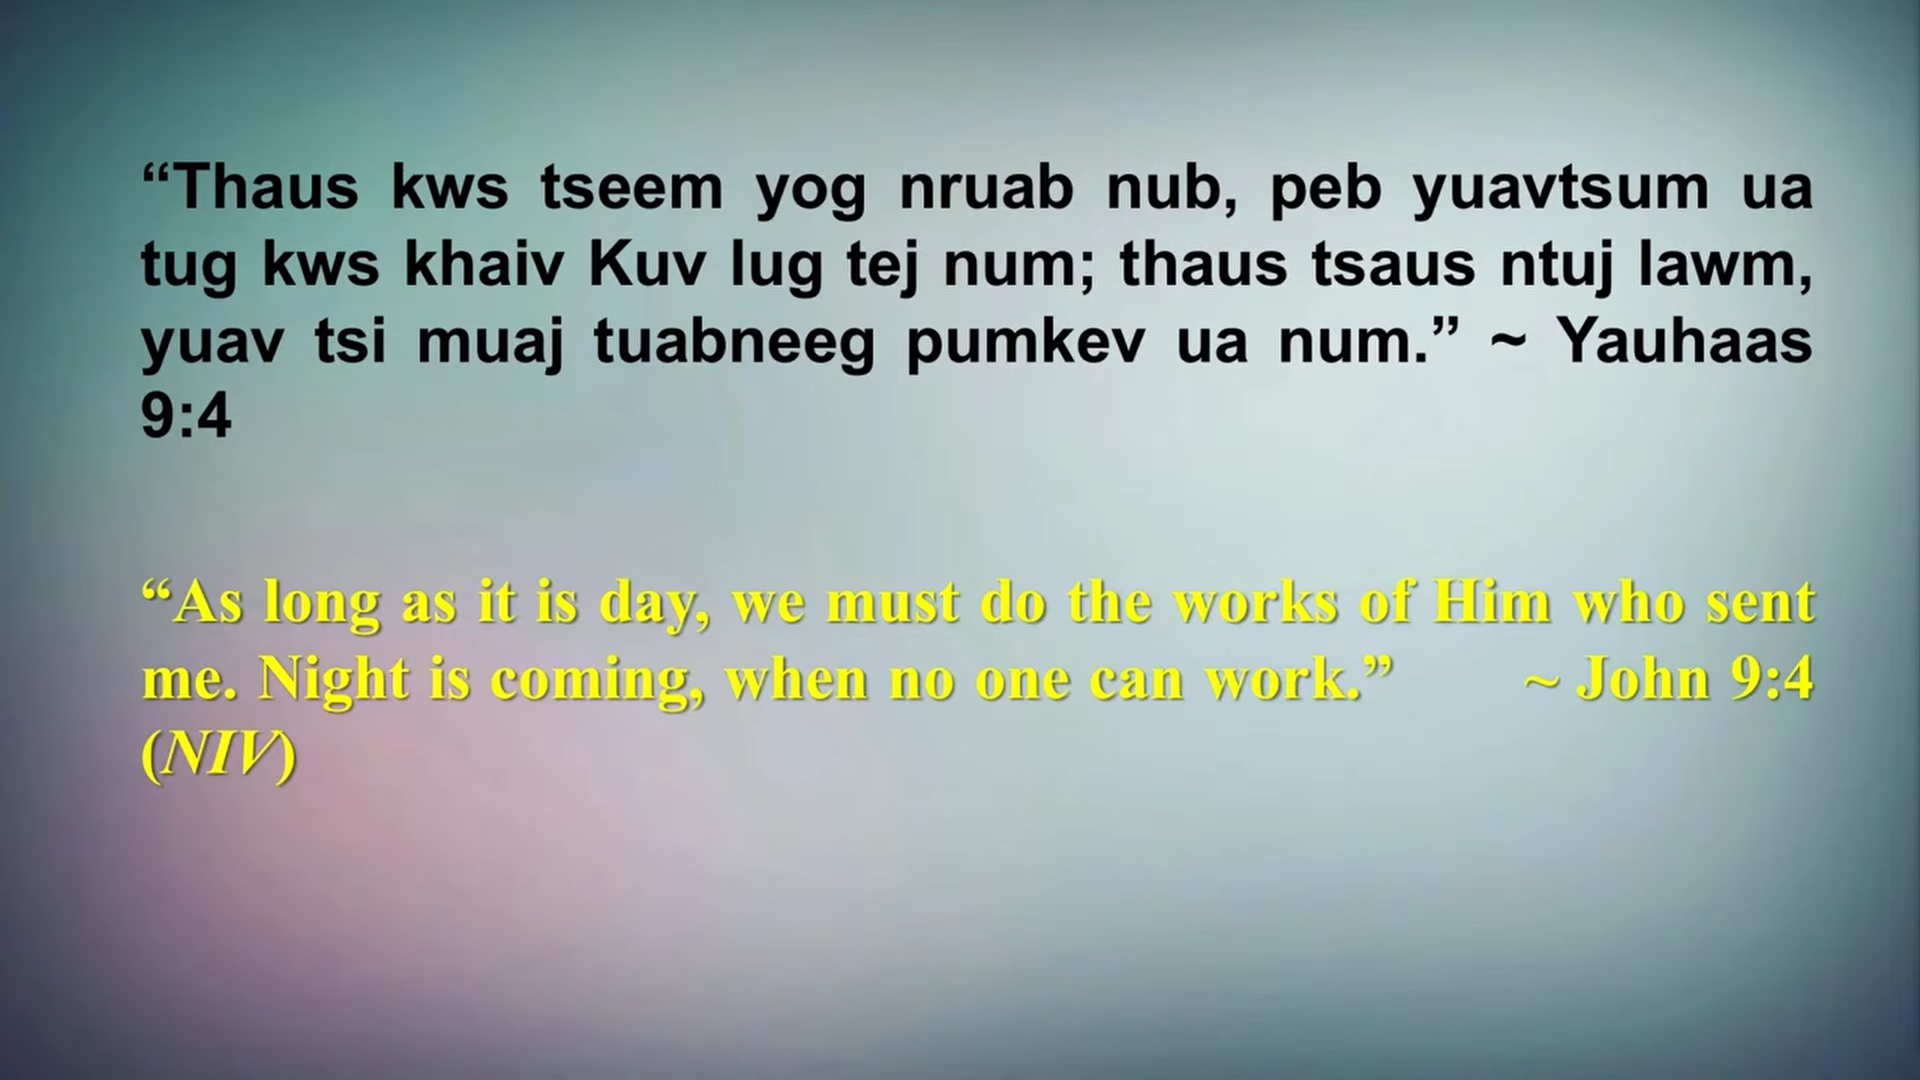 “Thaus kws tseem yog nruab nub, peb yuavtsum ua
tug kws khaiv Kuv lug tej num; thaus tsaus ntuj lawm,
yuav tsi muaj tuabneeg pumkev ua num.” ~ Yauhaas
9:4
“As long as it is day, we must do the works of Him who sent
me. Night is coming, when no one can work.” ~ John 9:4
(NIV)